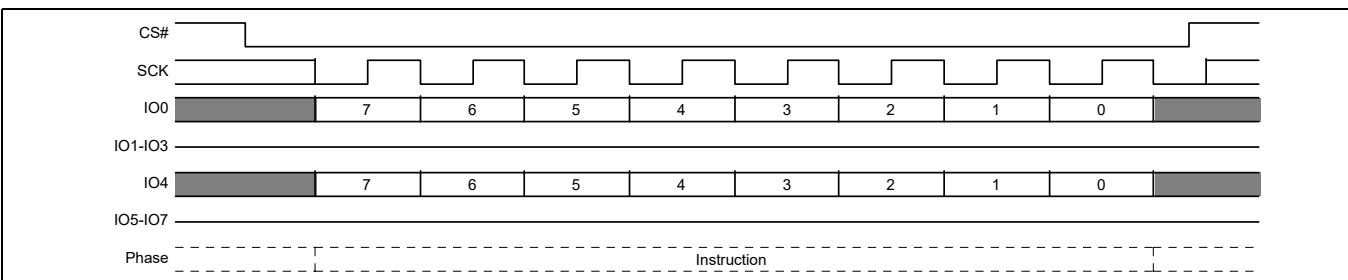 CS#
SCK
IO0 7 6 5 4 3 2 1 0
IO1-IO3
IO4 7 6 5 4 3 2 1 0
IO5-IO7
Phase Instruction